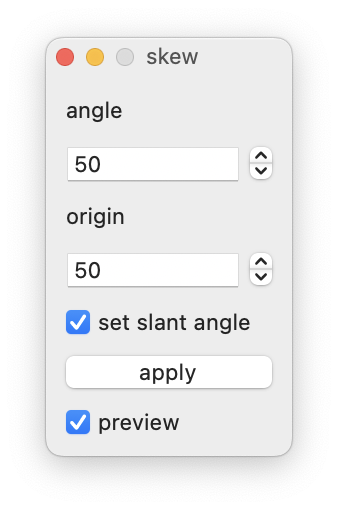 skew
angle
50
origin
50
set slant angle
apply
preview